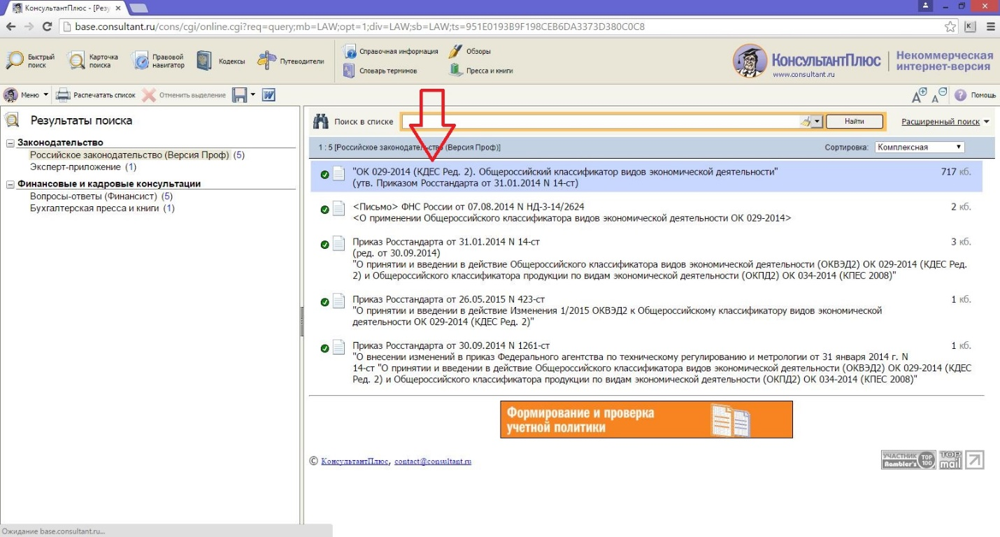 КонсультантПлюс - [Резу
base.consultant.ru/cons/cgi/online.cgi?req=query;mb=LAW;opt=1;div=LAW;sb=LAW;ts=951E0193B9F198CEB6DA3373D380C0C8
Быстрый поиск
Карточка поиска
Правовой навигатор
Кодексы
Путеводители
Справочная информация
Обзоры
Словарь терминов
Пресса и книги
КонсультантПлюс
www.consultant.ru
Некоммерческая
интернет-версия
Меню
Распечатать список
Отменить выделение
Помощь
Результаты поиска
Законодательство
Российское законодательство (Версия Проф) (5)
Эксперт-приложение (1)
Финансовые и кадровые консультации
Вопросы-ответы (Финансист) (5)
Бухгалтерская пресса и книги (1)
Поиск в списке
Найти
Расширенный поиск
1 : 5 [Российское законодательство (Версия Проф)]
Сортировка: Комплексная
"ОК 029-2014 (КДЕС Ред. 2). Общероссийский классификатор видов экономической деятельности" 717 кб.
(утв. Приказом Росстандарта от 31.01.2014 N 14-ст)
<Письмо> ФНС России от 07.08.2014 N НД-3-14/2624 2 кб.
<О применении Общероссийского классификатора видов экономической деятельности ОК 029-2014>
Приказ Росстандарта от 31.01.2014 N 14-ст 3 кб.
(ред. от 30.09.2014)
"О принятии и введении в действие Общероссийского классификатора видов экономической деятельности (ОКВЭД2) ОК 029-2014 (КДЕС Ред.
2) и Общероссийского классификатора продукции по видам экономической деятельности (ОКПД2) ОК 034-2014 (КПЕС 2008)"
Приказ Росстандарта от 26.05.2015 N 423-ст 1 кб.
"О принятии и введении в действие Изменения 1/2015 ОКВЭД2 к Общероссийскому классификатору видов экономической
деятельности ОК 029-2014 (КДЕС Ред. 2)"
Приказ Росстандарта от 30.09.2014 N 1261-ст 1 кб.
"О внесении изменений в приказ Федерального агентства по техническому регулированию и метрологии от 31 января 2014 г. N
14-ст "О принятии и введении в действие Общероссийского классификатора видов экономической деятельности (ОКВЭД2) ОК 029-2014 (КДЕС
Ред. 2) и Общероссийского классификатора продукции по видам экономической деятельности (ОКПД2) ОК 034-2014 (КПЕС 2008)"
Формирование и проверка
учетной политики
© КонсультантПлюс, contact@consultant.ru
УЧАСТНИК
Rambler's
TOP 100
TOP
mail
Ожидание base.consultant.ru...